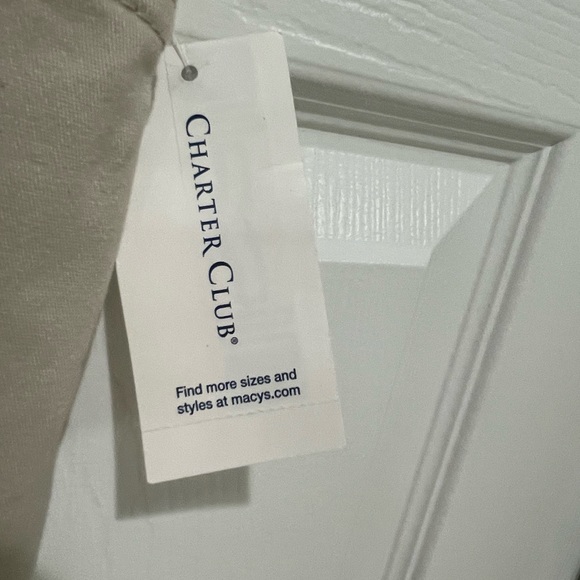 CHARTER CLUB®
Find more sizes and
styles at macys.com